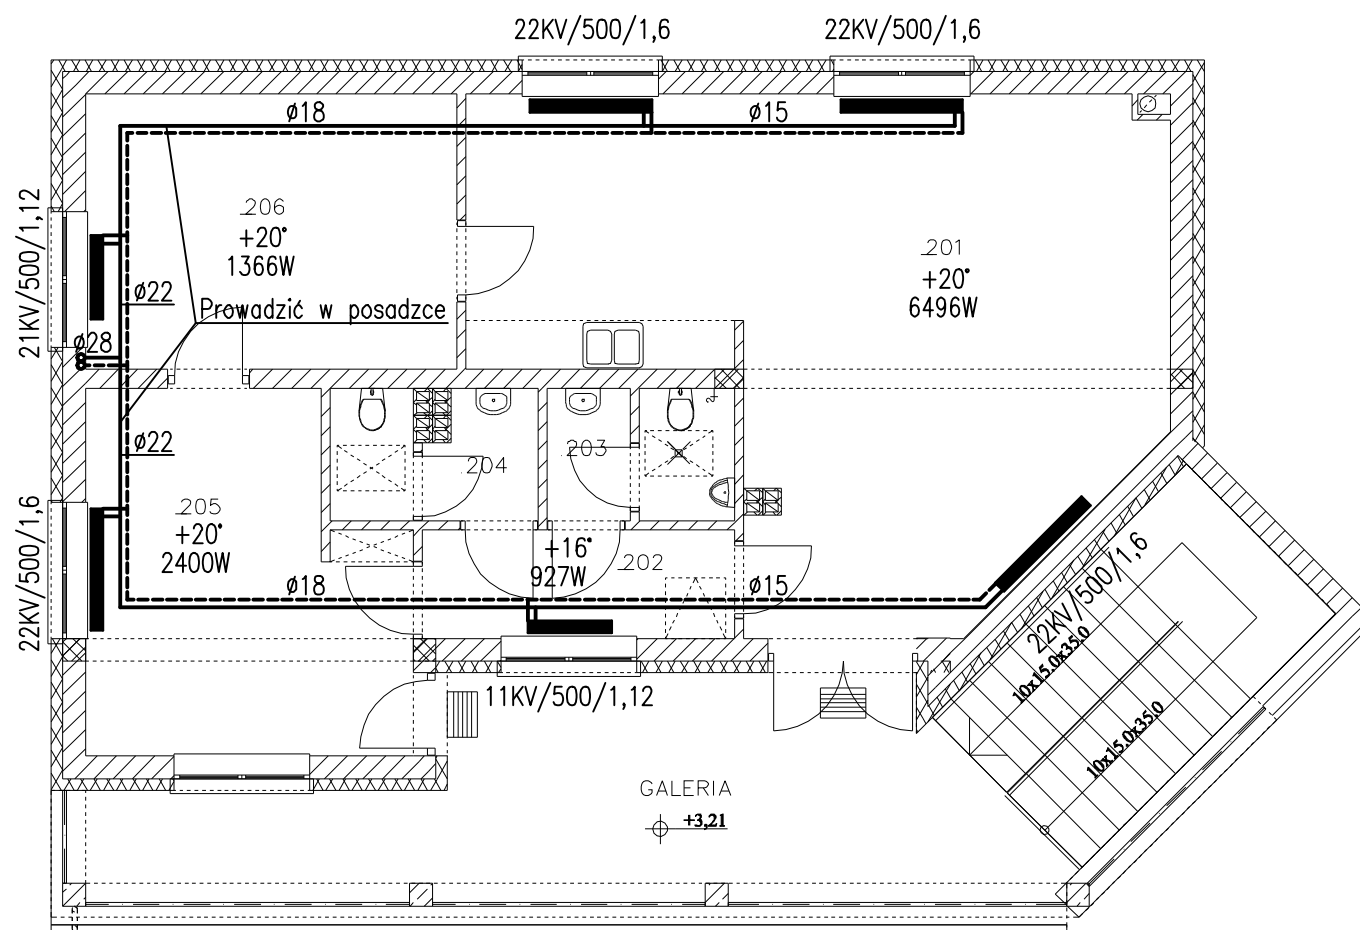 22KV/500/1,6
22KV/500/1,6
ø18
ø15
21KV/500/1,12
206
+20°
1366W
201
+20°
6496W
ø22
Prowadzić w posadzce
ø28
ø22
204
203
22KV/500/1,6
205
+20°
2400W
+16°
927W
202
ø18
ø15
22KV/500/1,6
10x15.0x35.0
11KV/500/1,12
10x15.0x35.0
GALERIA
+3,21